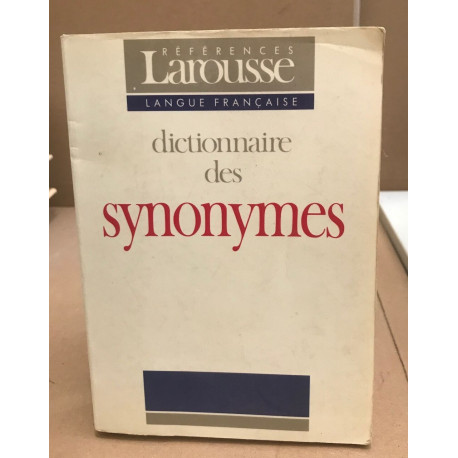 RÉFÉRENCES
Larousse
LANGUE FRANÇAISE
dictionnaire
des
synonymes